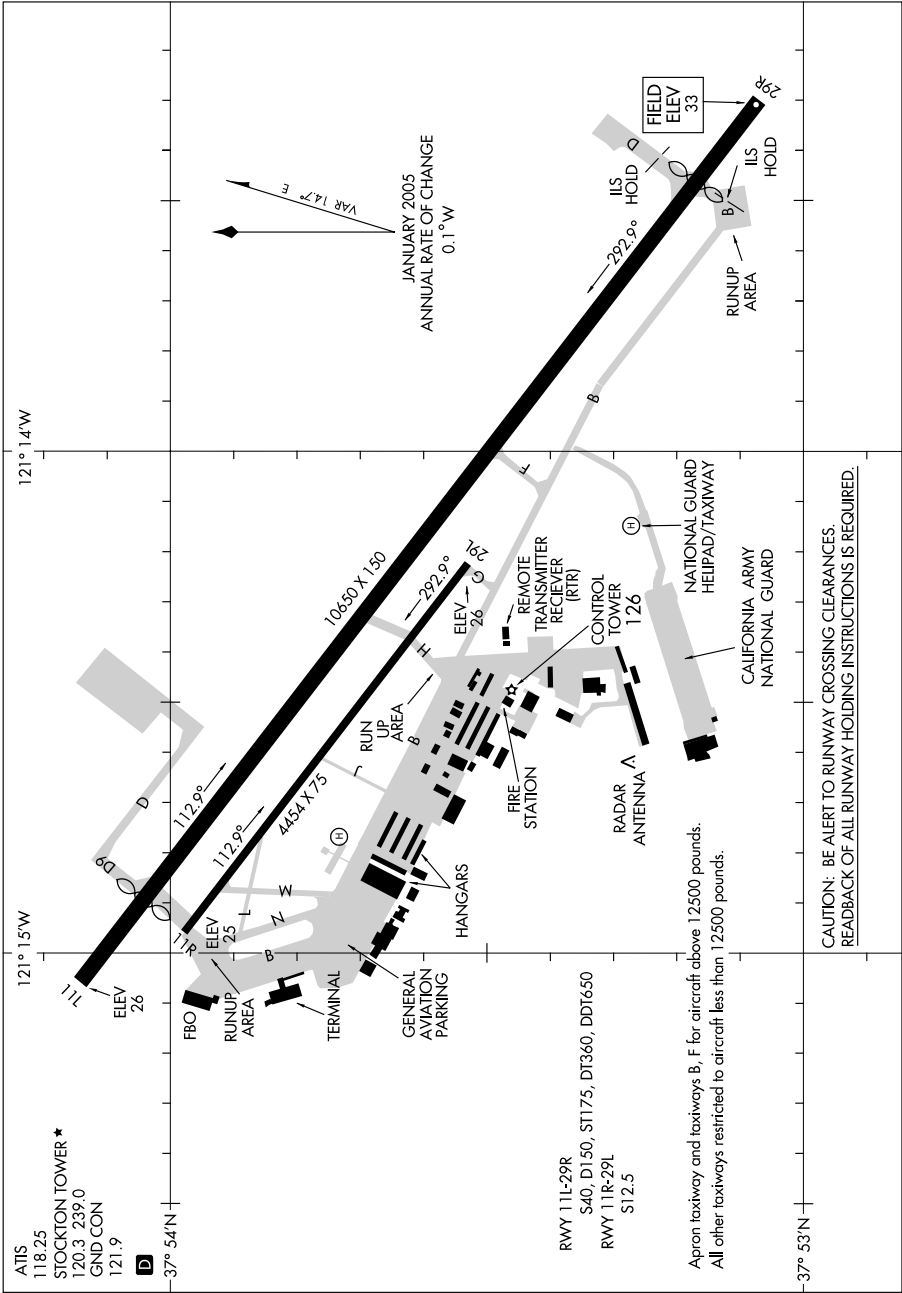 ATIS
118.25
STOCKTON TOWER ★
120.3 239.0
GND CON
121.9
D
121° 15'W
121° 14'W
37° 54'N
37° 53'N
JANUARY 2005
ANNUAL RATE OF CHANGE
0.1° W
VAR 14.7° E
FIELD
ELEV
33
29R
D
ILS
HOLD
B
ILS
HOLD
RUNUP
AREA
292.9°
B
F
10650 X 150
D
112.9°
D9
11L
ELEV
26
11R
ELEV
25
112.9°
4454 X 75
292.9°
29L
G
ELEV
26
H
RUN
UP
AREA
B
J
H
L
M
N
B
FBO
RUNUP
AREA
TERMINAL
GENERAL
AVIATION
PARKING
HANGARS
FIRE
STATION
CONTROL
TOWER
126
REMOTE
TRANSMITTER
RECIEVER
(RTR)
RADAR
ANTENNA
H
NATIONAL GUARD
HELIPAD/TAXIWAY
CALIFORNIA ARMY
NATIONAL GUARD
RWY 11L-29R
S40, D150, ST175, DT360, DDT650
RWY 11R-29L
S12.5
Apron taxiway and taxiways B, F for aircraft above 12500 pounds.
All other taxiways restricted to aircraft less than 12500 pounds.
CAUTION: BE ALERT TO RUNWAY CROSSING CLEARANCES.
READBACK OF ALL RUNWAY HOLDING INSTRUCTIONS IS REQUIRED.